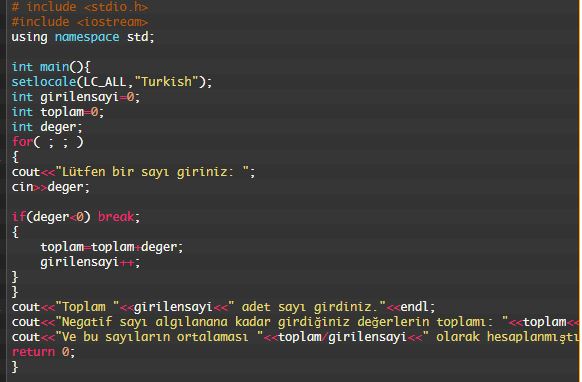 # include <stdio.h>
#include <iostream>
using namespace std;
int main(){
setlocale(LC_ALL,"Turkish");
int girilensayi=0;
int toplam=0;
int deger;
for( ; ; )
{
cout<<"Lütfen bir sayı giriniz: ";
cin>>deger;
if(deger<0) break;
{
toplam=toplam+deger;
girilensayi++;
}
}
cout<<"Toplam "<<girilensayi<<" adet sayı girdiniz."<<endl;
cout<<"Negatif sayı algılanana kadar girdiğiniz değerlerin toplamı: "<<toplam<<
cout<<"Ve bu sayıların ortalaması "<<toplam/girilensayi<<" olarak hesaplanmıştı
return 0;
}